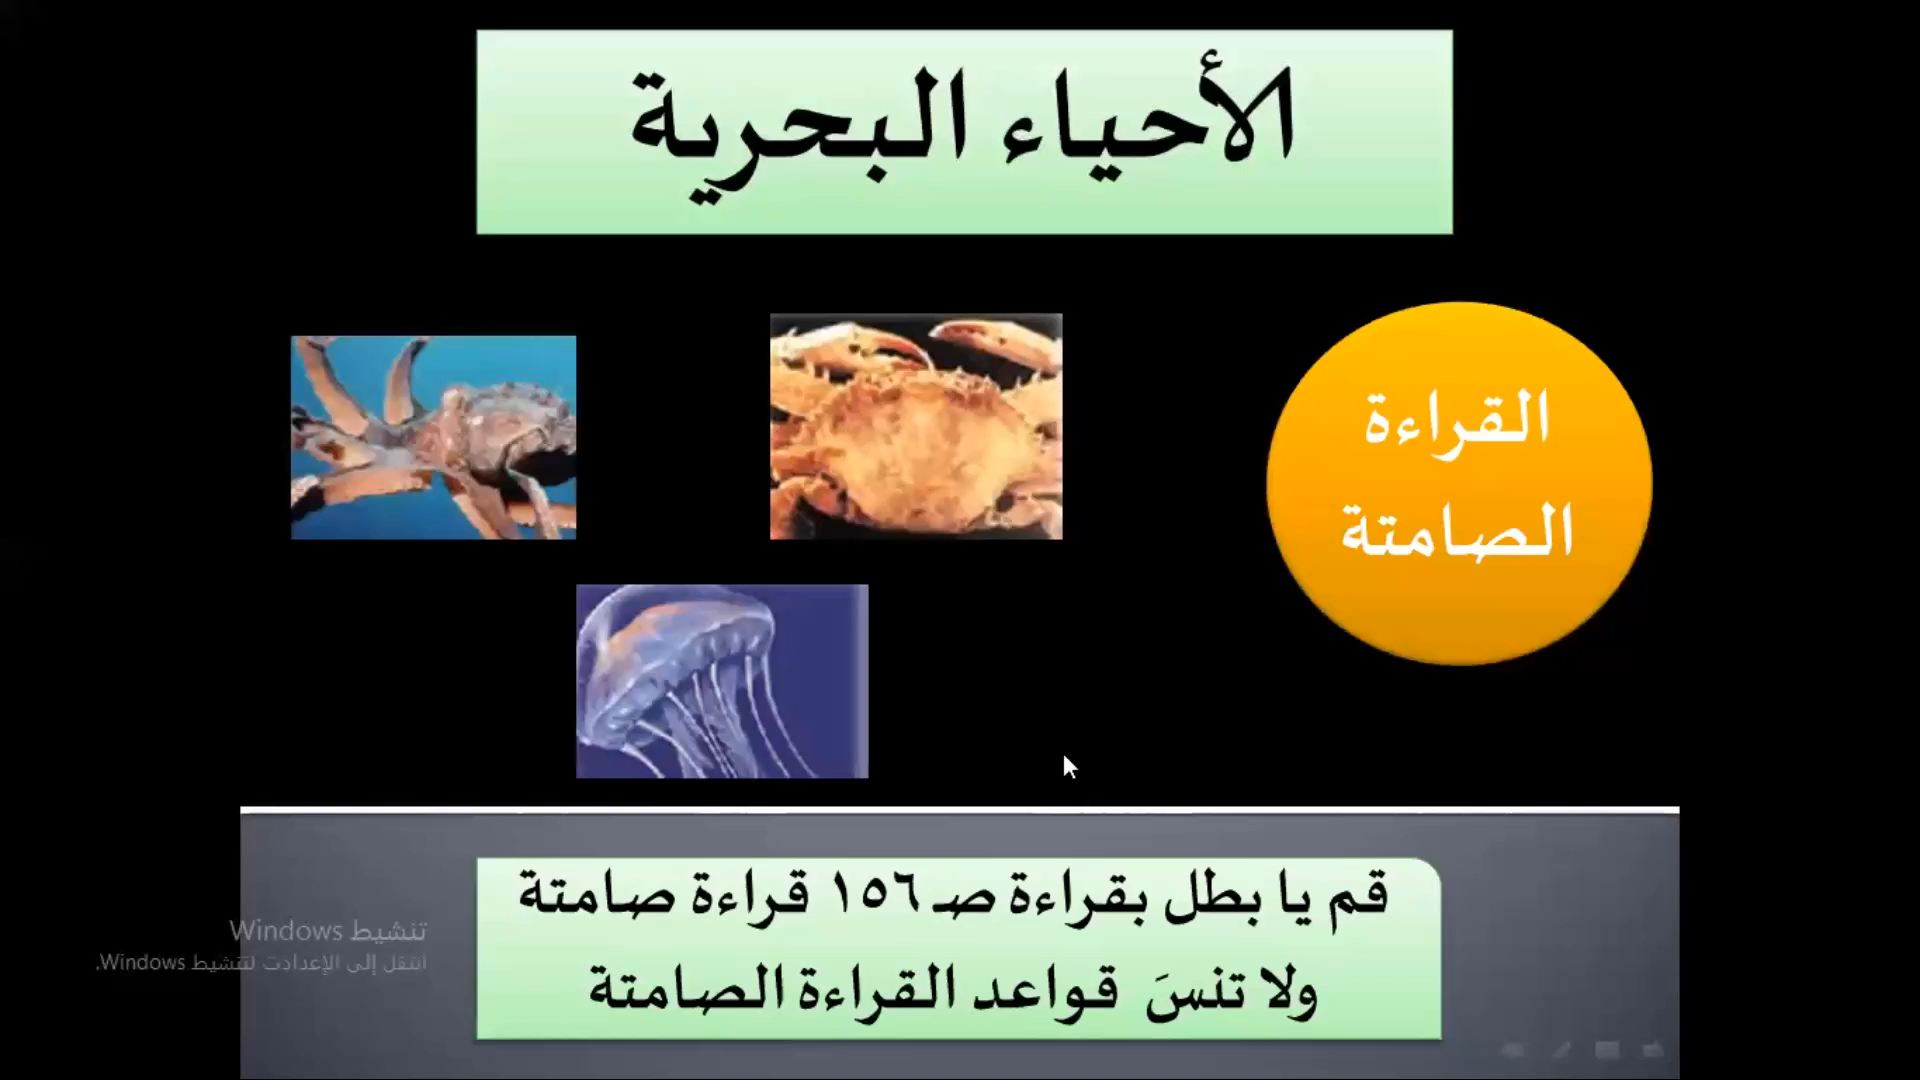 الأحياء البحرية
القراءة
الصامتة
قم يا بطل بقراءة صـ ١٥٦ قراءة صامتة
ولا تنسَ قواعد القراءة الصامتة
تنشيط Windows
انتقل إلى الإعدادت لتنشيط Windows.